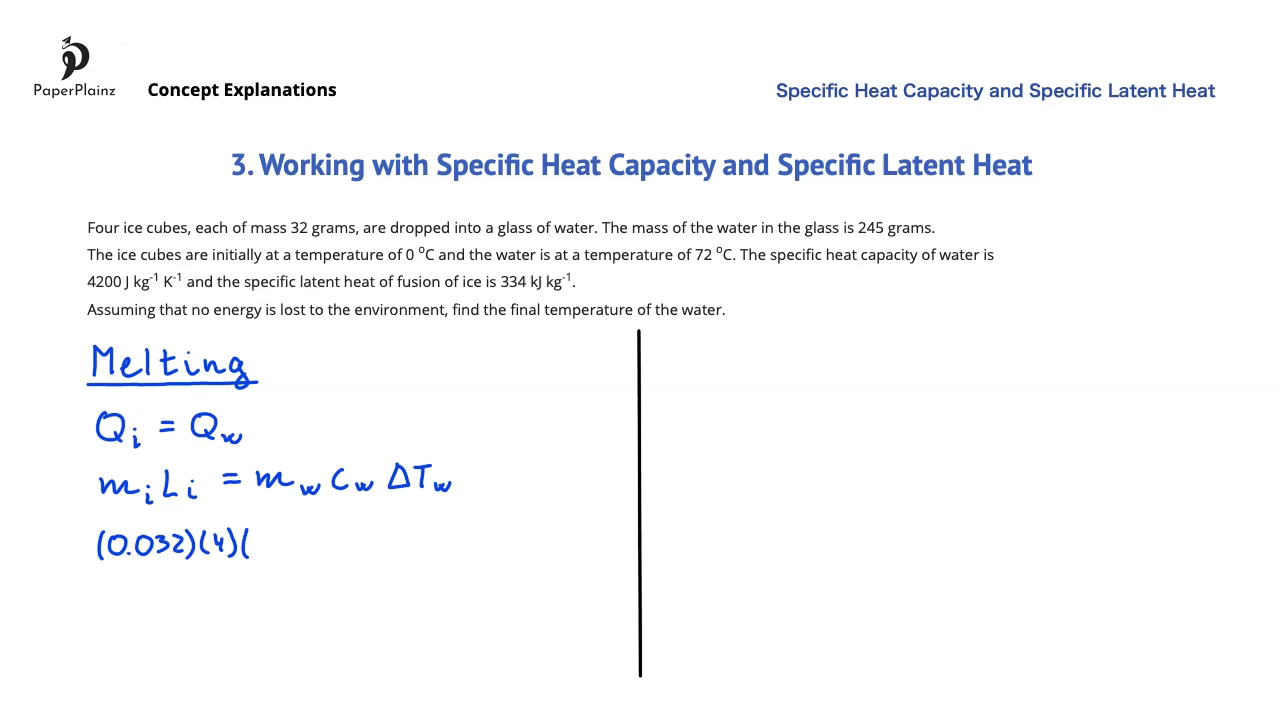 PaperPlainz
Concept Explanations
Specific Heat Capacity and Specific Latent Heat
3. Working with Specific Heat Capacity and Specific Latent Heat
Four ice cubes, each of mass 32 grams, are dropped into a glass of water. The mass of the water in the glass is 245 grams.
The ice cubes are initially at a temperature of 0 °C and the water is at a temperature of 72 °C. The specific heat capacity of water is
4200 J kg⁻¹ K⁻¹ and the specific latent heat of fusion of ice is 334 kJ kg⁻¹.
Assuming that no energy is lost to the environment, find the final temperature of the water.
Melting
Qᵢ = Q_w
mᵢLᵢ = m_w c_w ΔT_w
(0.032)(4)(